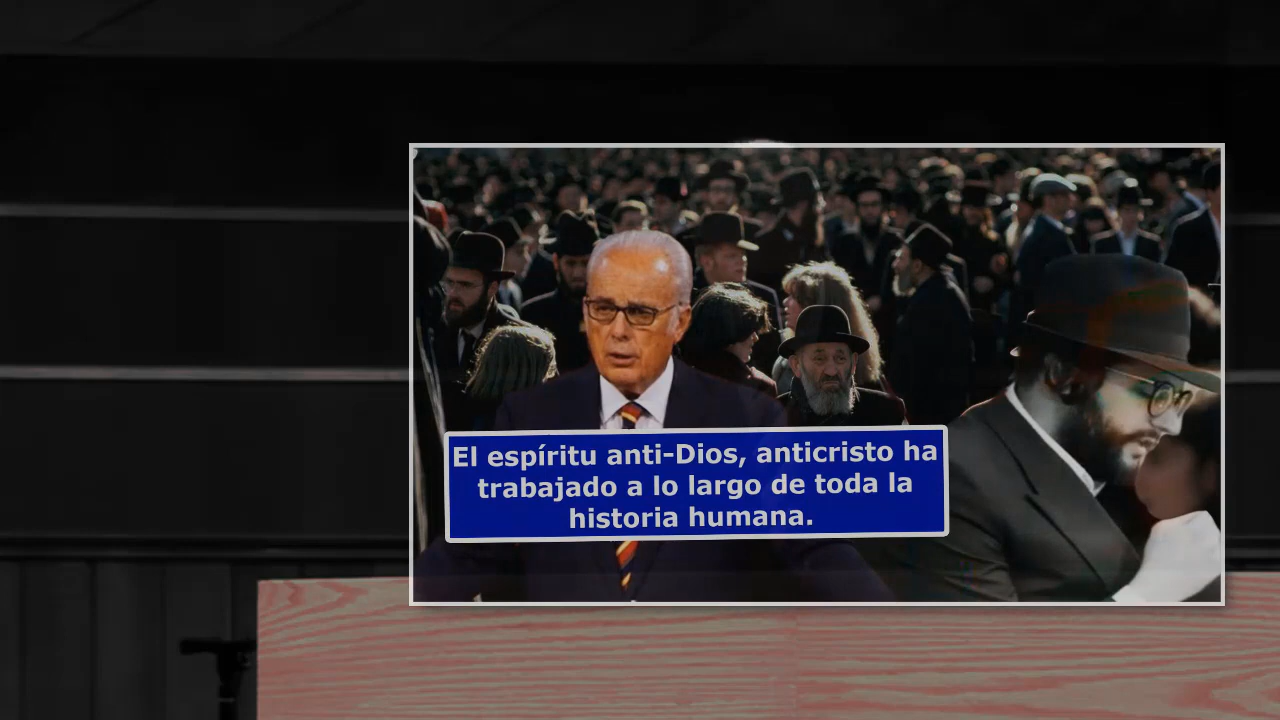 El espíritu anti-Dios, anticristo ha
trabajado a lo largo de toda la
historia humana.